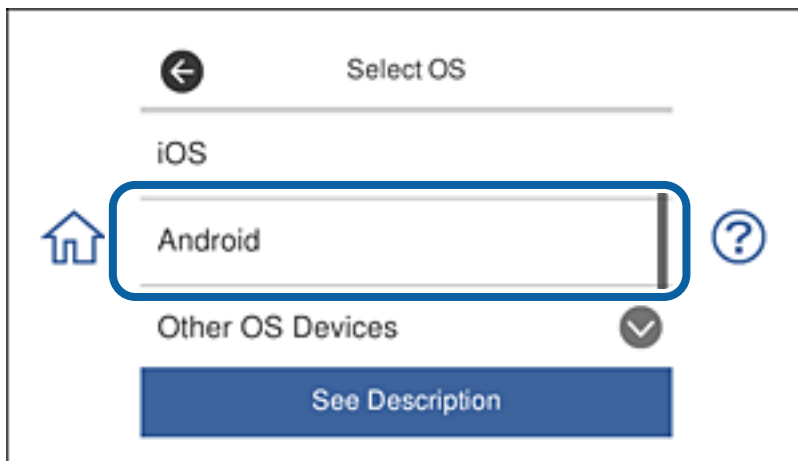 Select OS
iOS
Android
Other OS Devices
See Description